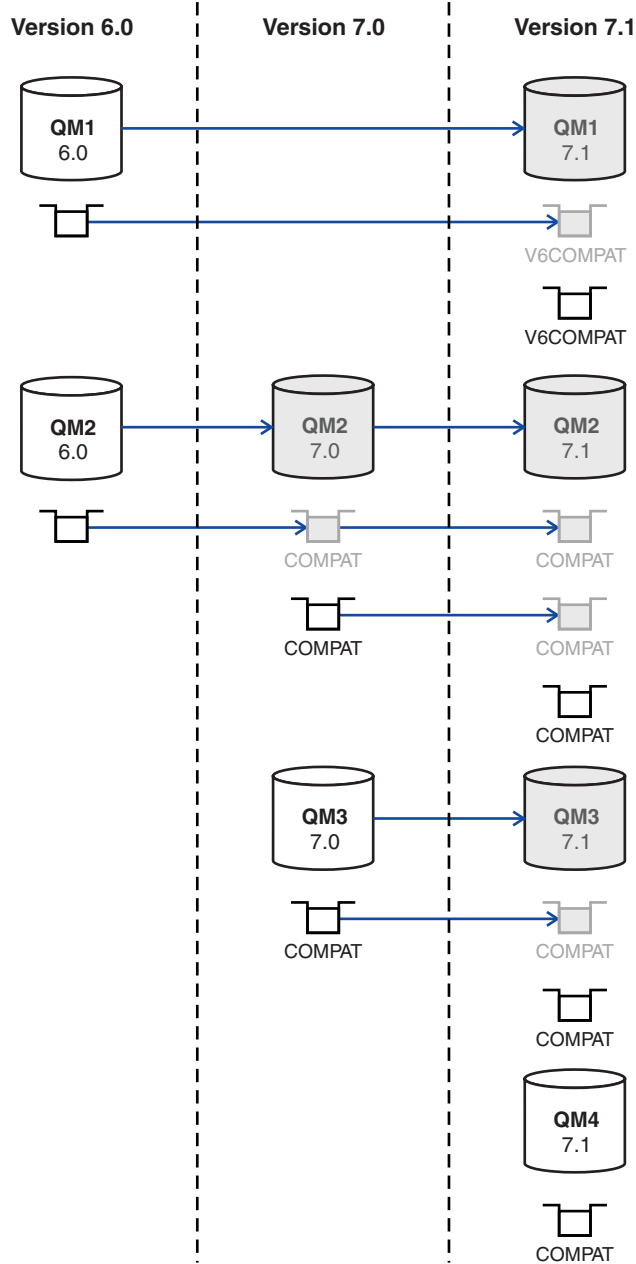 Version 6.0 Version 7.0 Version 7.1
QM1 QM1
6.0 7.1
V6COMPAT
V6COMPAT
QM2 QM2 QM2
6.0 7.0 7.1
COMPAT COMPAT
COMPAT COMPAT
COMPAT
QM3 QM3
7.0 7.1
COMPAT COMPAT
COMPAT
QM4
7.1
COMPAT